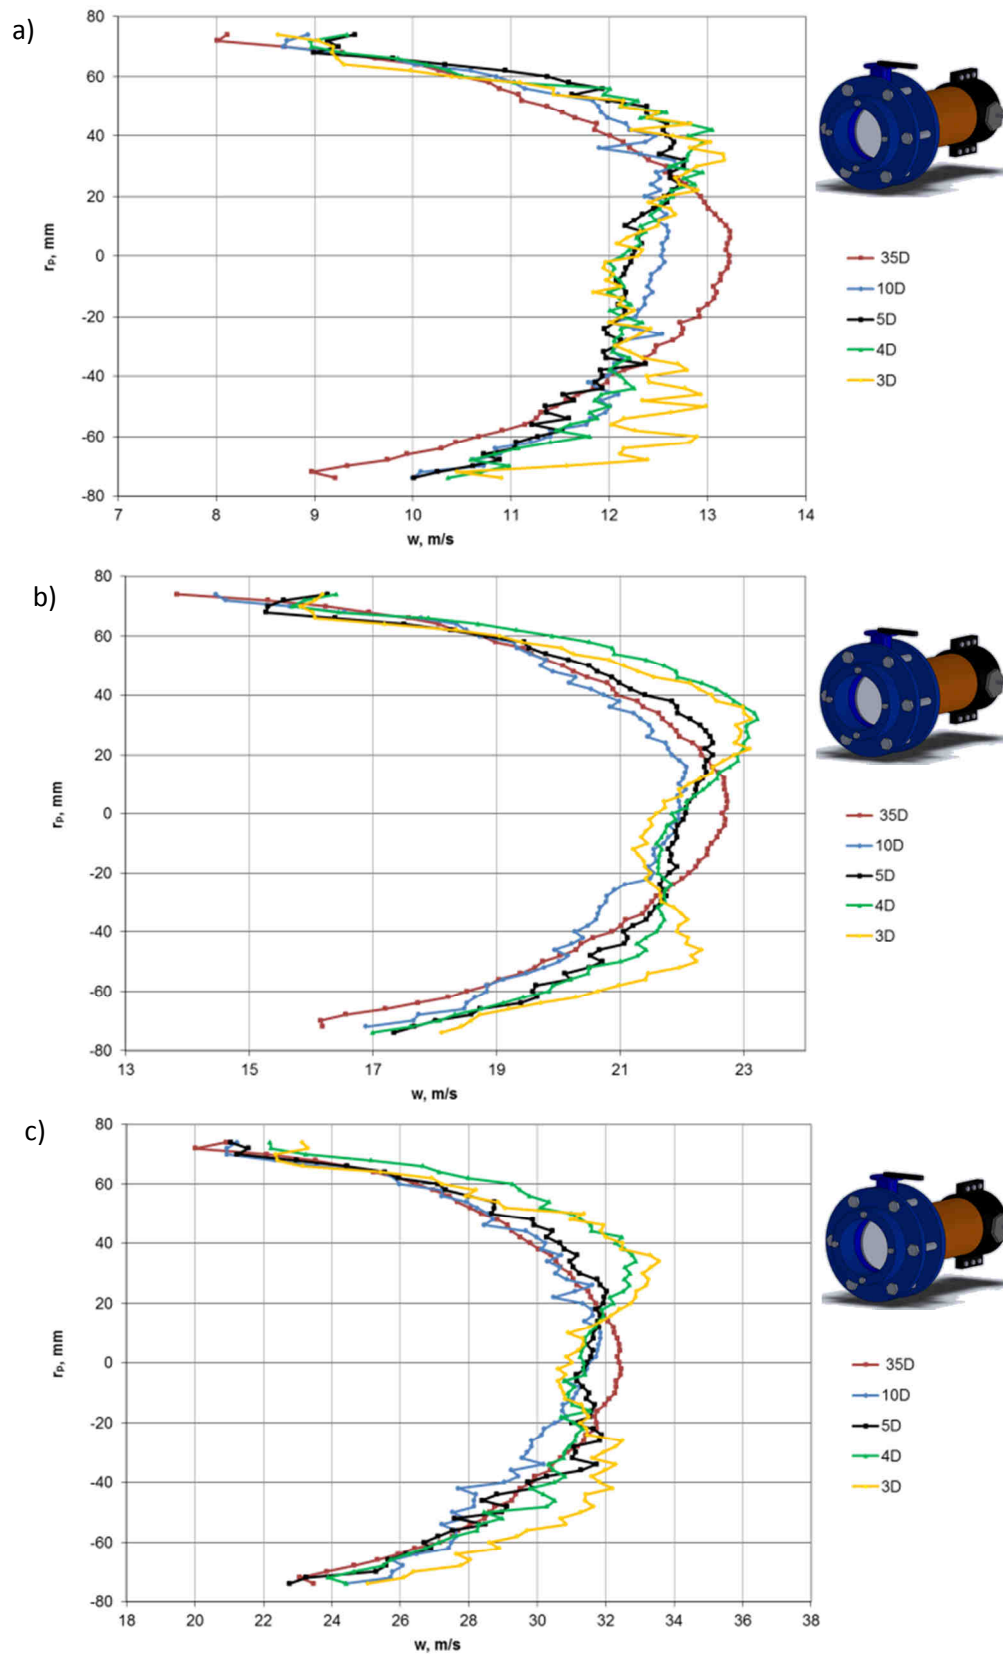 a)
80
60
40
20
0
-20
-40
-60
-80
rₚ, mm
7 8 9 10 11 12 13 14
w, m/s
35D
10D
5D
4D
3D
b)
80
60
40
20
0
-20
-40
-60
-80
rₚ, mm
13 15 17 19 21 23
w, m/s
35D
10D
5D
4D
3D
c)
80
60
40
20
0
-20
-40
-60
-80
rₚ, mm
18 20 22 24 26 28 30 32 34 36 38
w, m/s
35D
10D
5D
4D
3D